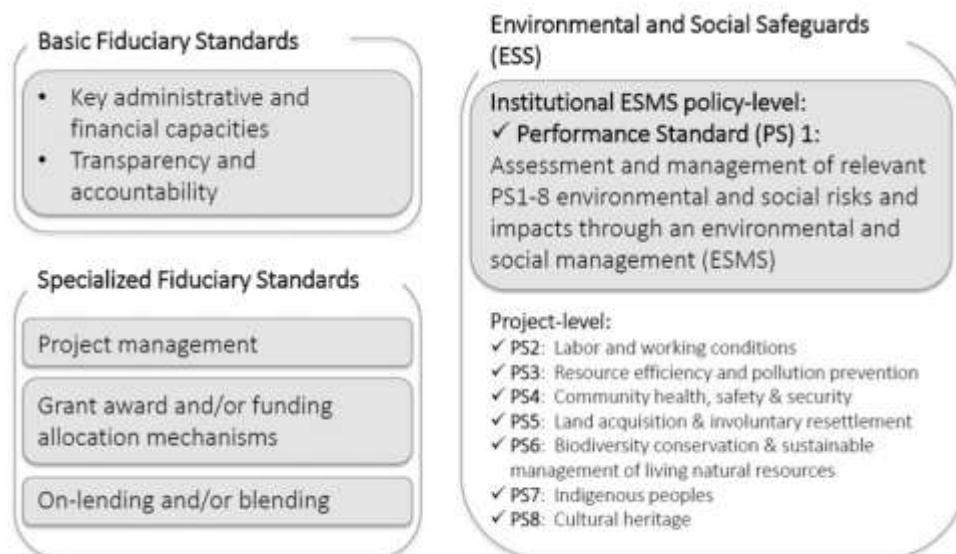 Basic Fiduciary Standards
• Key administrative and
financial capacities
• Transparency and
accountability
Specialized Fiduciary Standards
Project management
Grant award and/or funding
allocation mechanisms
On-lending and/or blending
Environmental and Social Safeguards
(ESS)
Institutional ESMS policy-level:
✓ Performance Standard (PS) 1:
Assessment and management of relevant
PS1-8 environmental and social risks and
impacts through an environmental and
social management (ESMS)
Project-level:
✓ PS2: Labor and working conditions
✓ PS3: Resource efficiency and pollution prevention
✓ PS4: Community health, safety & security
✓ PS5: Land acquisition & involuntary resettlement
✓ PS6: Biodiversity conservation & sustainable
management of living natural resources
✓ PS7: Indigenous peoples
✓ PS8: Cultural heritage